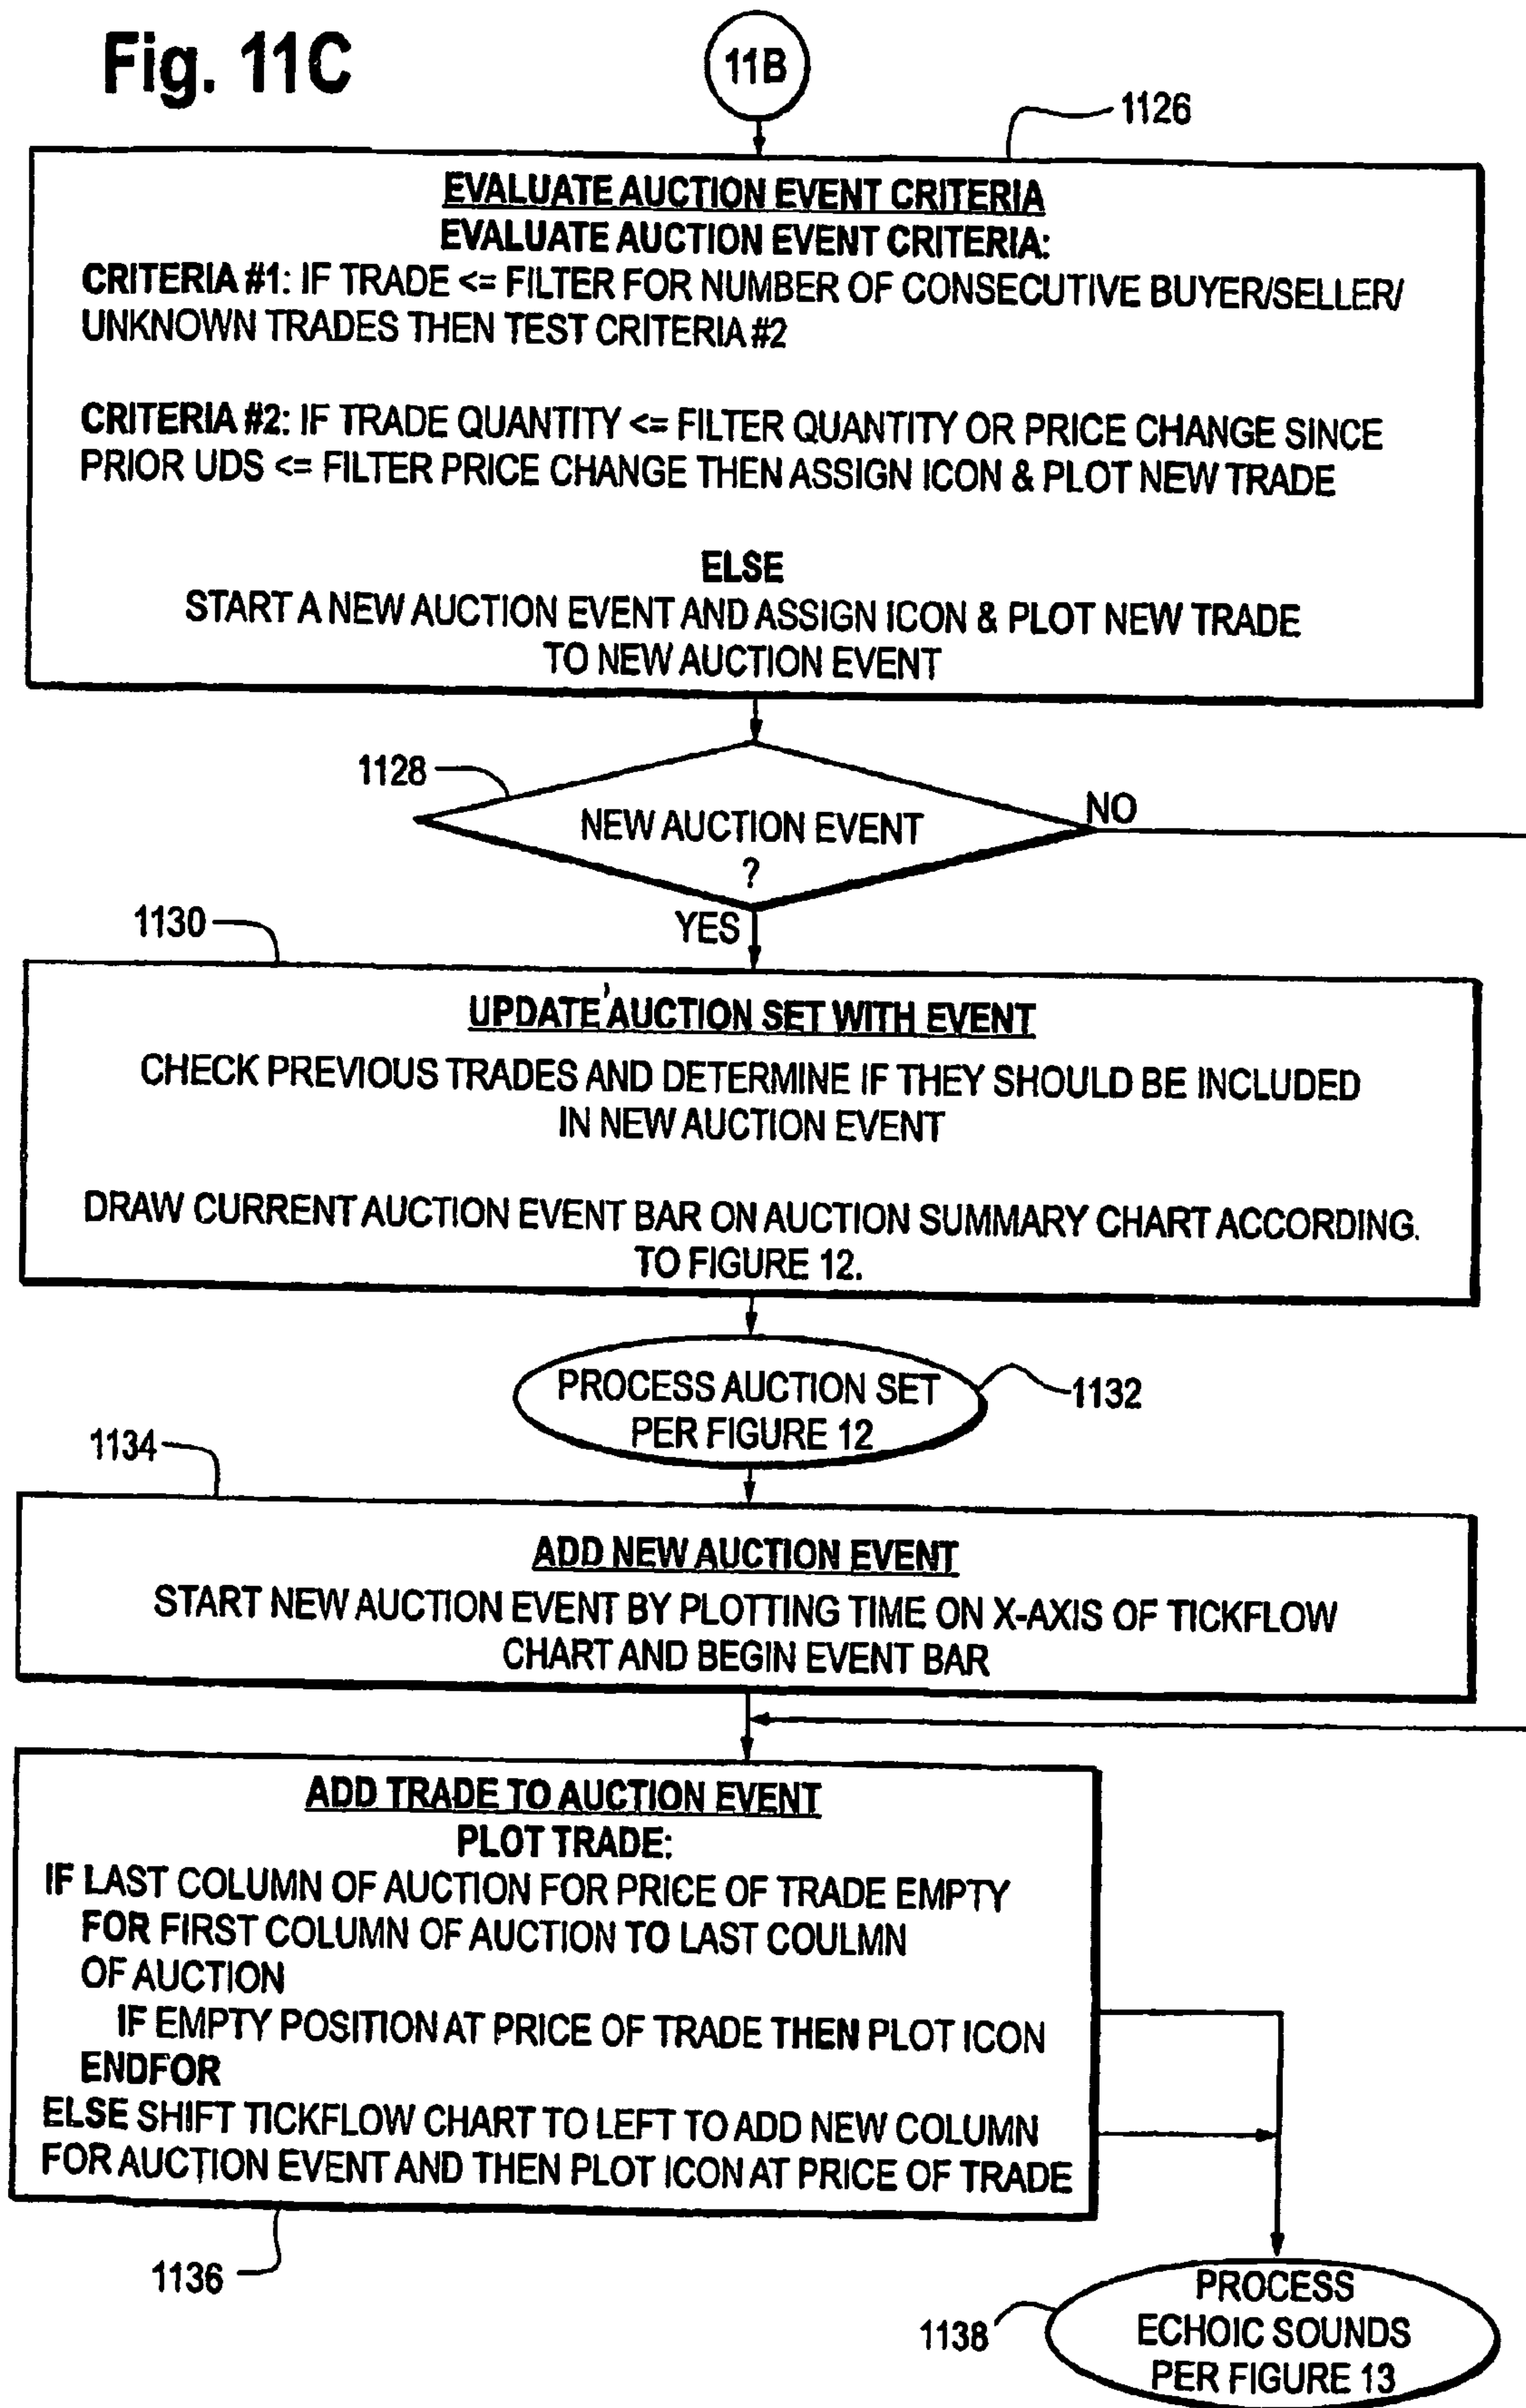 Fig. 11C
11B
1126
EVALUATE AUCTION EVENT CRITERIA
EVALUATE AUCTION EVENT CRITERIA:
CRITERIA #1: IF TRADE <= FILTER FOR NUMBER OF CONSECUTIVE BUYER/SELLER/
UNKNOWN TRADES THEN TEST CRITERIA #2
CRITERIA #2: IF TRADE QUANTITY <= FILTER QUANTITY OR PRICE CHANGE SINCE
PRIOR UDS <= FILTER PRICE CHANGE THEN ASSIGN ICON & PLOT NEW TRADE
ELSE
START A NEW AUCTION EVENT AND ASSIGN ICON & PLOT NEW TRADE
TO NEW AUCTION EVENT
1128
NEW AUCTION EVENT
?
NO
YES
1130
UPDATE AUCTION SET WITH EVENT
CHECK PREVIOUS TRADES AND DETERMINE IF THEY SHOULD BE INCLUDED
IN NEW AUCTION EVENT
DRAW CURRENT AUCTION EVENT BAR ON AUCTION SUMMARY CHART ACCORDING.
TO FIGURE 12.
PROCESS AUCTION SET
PER FIGURE 12
1132
1134
ADD NEW AUCTION EVENT
START NEW AUCTION EVENT BY PLOTTING TIME ON X-AXIS OF TICKFLOW
CHART AND BEGIN EVENT BAR
ADD TRADE TO AUCTION EVENT
PLOT TRADE:
IF LAST COLUMN OF AUCTION FOR PRICE OF TRADE EMPTY
FOR FIRST COLUMN OF AUCTION TO LAST COULMN
OF AUCTION
IF EMPTY POSITION AT PRICE OF TRADE THEN PLOT ICON
ENDFOR
ELSE SHIFT TICKFLOW CHART TO LEFT TO ADD NEW COLUMN
FOR AUCTION EVENT AND THEN PLOT ICON AT PRICE OF TRADE
1136
1138
PROCESS
ECHOIC SOUNDS
PER FIGURE 13